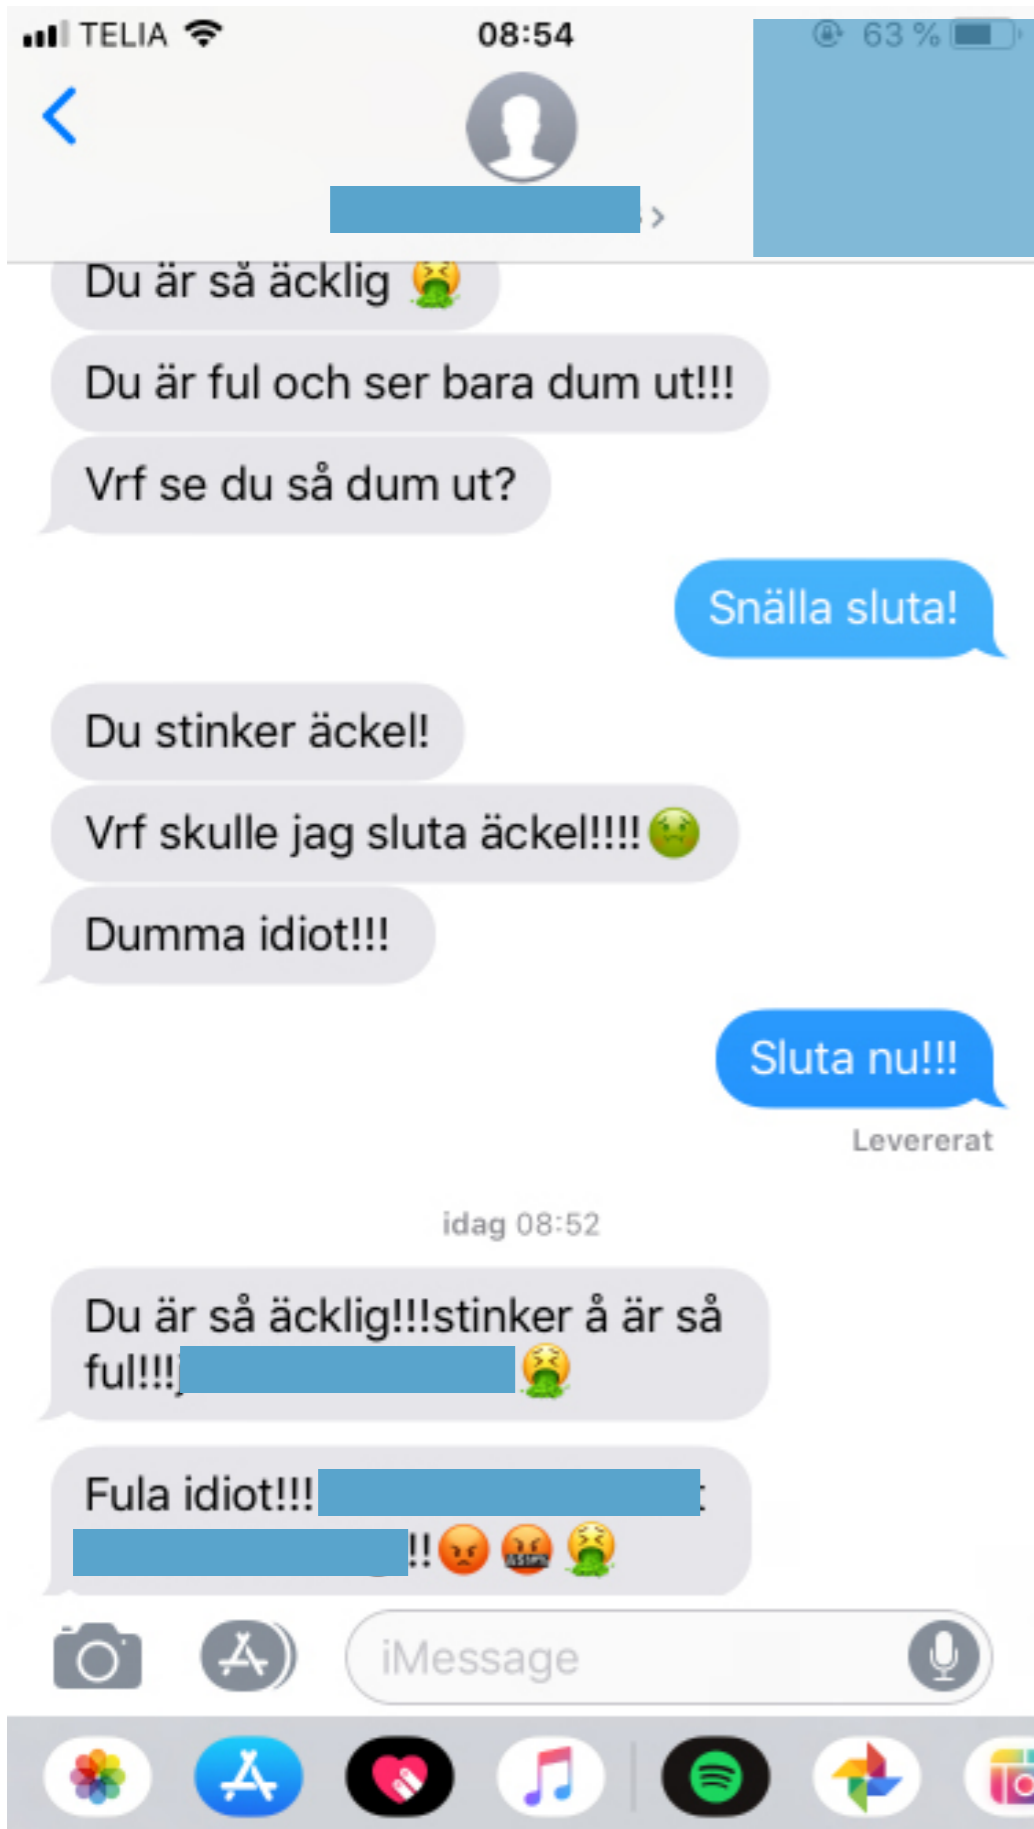 TELIA
08:54
63 %
Du är så äcklig 🤮
Du är ful och ser bara dum ut!!!
Vrf se du så dum ut?
Snälla sluta!
Du stinker äckel!
Vrf skulle jag sluta äckel!!!!🤢
Dumma idiot!!!
Sluta nu!!!
Levererat
idag 08:52
Du är så äcklig!!!stinker å är så
ful!!! 🤮
Fula idiot!!!
!!😡🤬🤮
iMessage